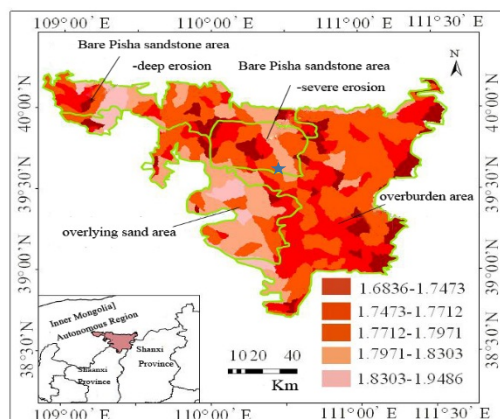 109°00′ E
110°00′ E
111°00′ E
111°30′ E
Bare Pisha sandstone area
-deep erosion
Bare Pisha sandstone area
-severe erosion
N
40°00′ N
39°30′ N
39°00′ N
38°30′ N
40°00′ N
39°30′ N
39°00′ N
38°30′ N
overburden area
overlying sand area
1.6836-1.7473
1.7473-1.7712
1.7712-1.7971
1.7971-1.8303
1.8303-1.9486
Inner Mongolia]
Autonomous Region
Shanxi
Province
Shaanxi
Province
10 20 40
Km
109°00′ E
110°00′ E
111°00′ E
111°30′ E